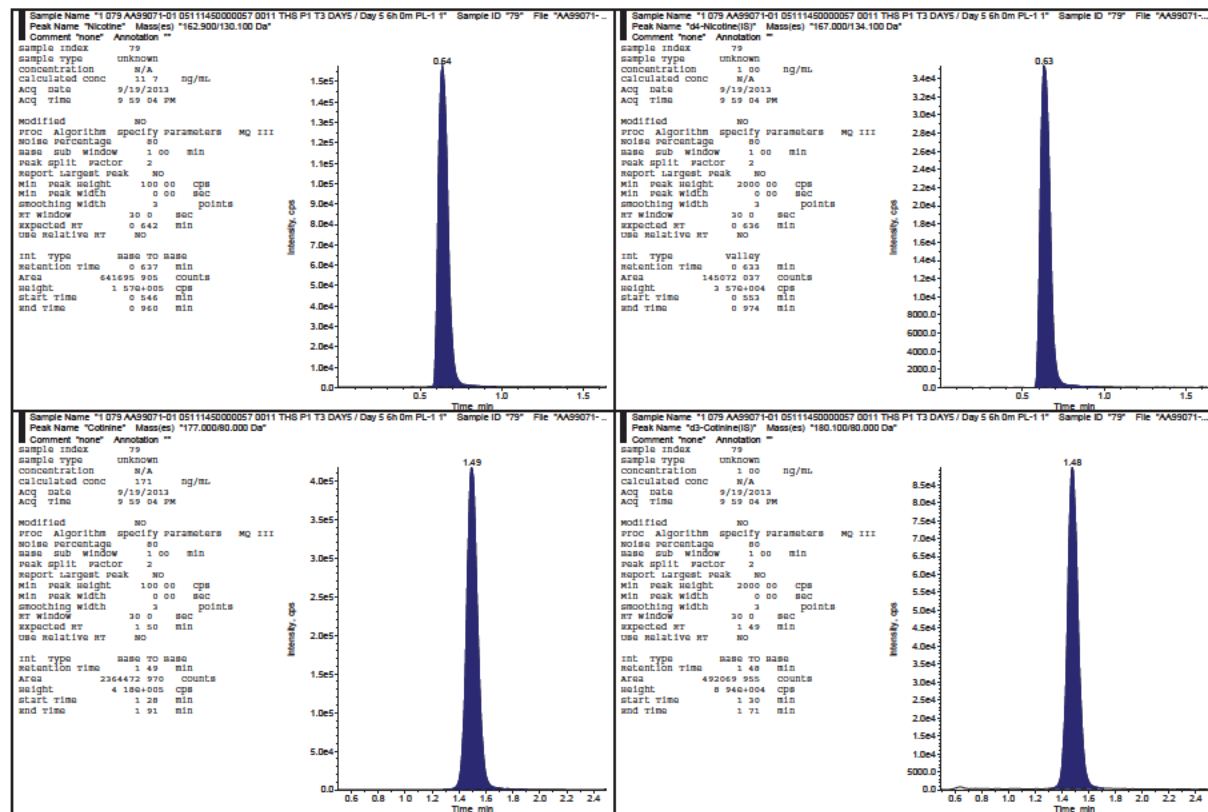 Sample Name "1 079 AA99071-01 05111450000057 0011 THS P1 T3 DAY5 / Day 5 6h 0m PL-1 1" Sample ID "79" File "AA99071-...
Peak Name "Nicotine" Mass(es) "162.900/130.100 Da"
Comment "none" Annotation ""
Sample Index 79
Sample Type Unknown
Concentration N/A
Calculated Conc 11 7 ng/mL
Acq Date 9/19/2013
Acq Time 9 59 04 PM
Modified NO
Proc Algorithm Specify Parameters MQ III
Noise Percentage 80
Base Sub Window 1 00 min
Peak Split Factor 2
Report Largest Peak NO
Min Peak Height 100 00 cps
Min Peak Width 0 00 sec
Smoothing Width 3 points
RT Window 30 0 sec
Expected RT 0 642 min
Use Relative RT NO
Int Type Base To Base
Retention Time 0 637 min
Area 641695 905 counts
Height 1 57e+005 cps
Start Time 0 546 min
End Time 0 960 min
0.64
1.5e5
1.4e5
1.3e5
1.2e5
1.1e5
1.0e5
9.0e4
8.0e4
7.0e4
6.0e4
5.0e4
4.0e4
3.0e4
2.0e4
1.0e4
0.0
Intensity, cps
0.5 1.0 1.5
Time, min
Sample Name "1 079 AA99071-01 05111450000057 0011 THS P1 T3 DAY5 / Day 5 6h 0m PL-1 1" Sample ID "79" File "AA99071-...
Peak Name "d4-Nicotine(IS)" Mass(es) "167.000/134.100 Da"
Comment "none" Annotation ""
Sample Index 79
Sample Type Unknown
Concentration 1 00 ng/mL
Calculated Conc N/A
Acq Date 9/19/2013
Acq Time 9 59 04 PM
Modified NO
Proc Algorithm Specify Parameters MQ III
Noise Percentage 80
Base Sub Window 1 00 min
Peak Split Factor 2
Report Largest Peak NO
Min Peak Height 2000 00 cps
Min Peak Width 0 00 sec
Smoothing Width 3 points
RT Window 30 0 sec
Expected RT 0 636 min
Use Relative RT NO
Int Type Valley
Retention Time 0 633 min
Area 145072 037 counts
Height 3 57e+004 cps
Start Time 0 553 min
End Time 0 974 min
0.63
3.4e4
3.2e4
3.0e4
2.8e4
2.6e4
2.4e4
2.2e4
2.0e4
1.8e4
1.6e4
1.4e4
1.2e4
1.0e4
8000.0
6000.0
4000.0
2000.0
0.0
Intensity, cps
0.5 1.0 1.5
Time, min
Sample Name "1 079 AA99071-01 05111450000057 0011 THS P1 T3 DAY5 / Day 5 6h 0m PL-1 1" Sample ID "79" File "AA99071-...
Peak Name "Cotinine" Mass(es) "177.000/80.000 Da"
Comment "none" Annotation ""
Sample Index 79
Sample Type Unknown
Concentration N/A
Calculated Conc 171 ng/mL
Acq Date 9/19/2013
Acq Time 9 59 04 PM
Modified NO
Proc Algorithm Specify Parameters MQ III
Noise Percentage 80
Base Sub Window 1 00 min
Peak Split Factor 2
Report Largest Peak NO
Min Peak Height 100 00 cps
Min Peak Width 0 00 sec
Smoothing Width 3 points
RT Window 30 0 sec
Expected RT 1 50 min
Use Relative RT NO
Int Type Base To Base
Retention Time 1 49 min
Area 2364472 970 counts
Height 4 18e+005 cps
Start Time 1 28 min
End Time 1 91 min
1.49
4.0e5
3.5e5
3.0e5
2.5e5
2.0e5
1.5e5
1.0e5
5.0e4
0.0
Intensity, cps
0.6 0.8 1.0 1.2 1.4 1.6 1.8 2.0 2.2 2.4
Time, min
Sample Name "1 079 AA99071-01 05111450000057 0011 THS P1 T3 DAY5 / Day 5 6h 0m PL-1 1" Sample ID "79" File "AA99071-...
Peak Name "d3-Cotinine(IS)" Mass(es) "180.100/80.000 Da"
Comment "none" Annotation ""
Sample Index 79
Sample Type Unknown
Concentration 1 00 ng/mL
Calculated Conc N/A
Acq Date 9/19/2013
Acq Time 9 59 04 PM
Modified NO
Proc Algorithm Specify Parameters MQ III
Noise Percentage 80
Base Sub Window 1 00 min
Peak Split Factor 2
Report Largest Peak NO
Min Peak Height 2000 00 cps
Min Peak Width 0 00 sec
Smoothing Width 3 points
RT Window 30 0 sec
Expected RT 1 49 min
Use Relative RT NO
Int Type Base To Base
Retention Time 1 48 min
Area 492069 955 counts
Height 8 94e+004 cps
Start Time 1 30 min
End Time 1 71 min
1.48
8.5e4
8.0e4
7.5e4
7.0e4
6.5e4
6.0e4
5.5e4
5.0e4
4.5e4
4.0e4
3.5e4
3.0e4
2.5e4
2.0e4
1.5e4
1.0e4
5000.0
0.0
Intensity, cps
0.6 0.8 1.0 1.2 1.4 1.6 1.8 2.0 2.2 2.4
Time, min